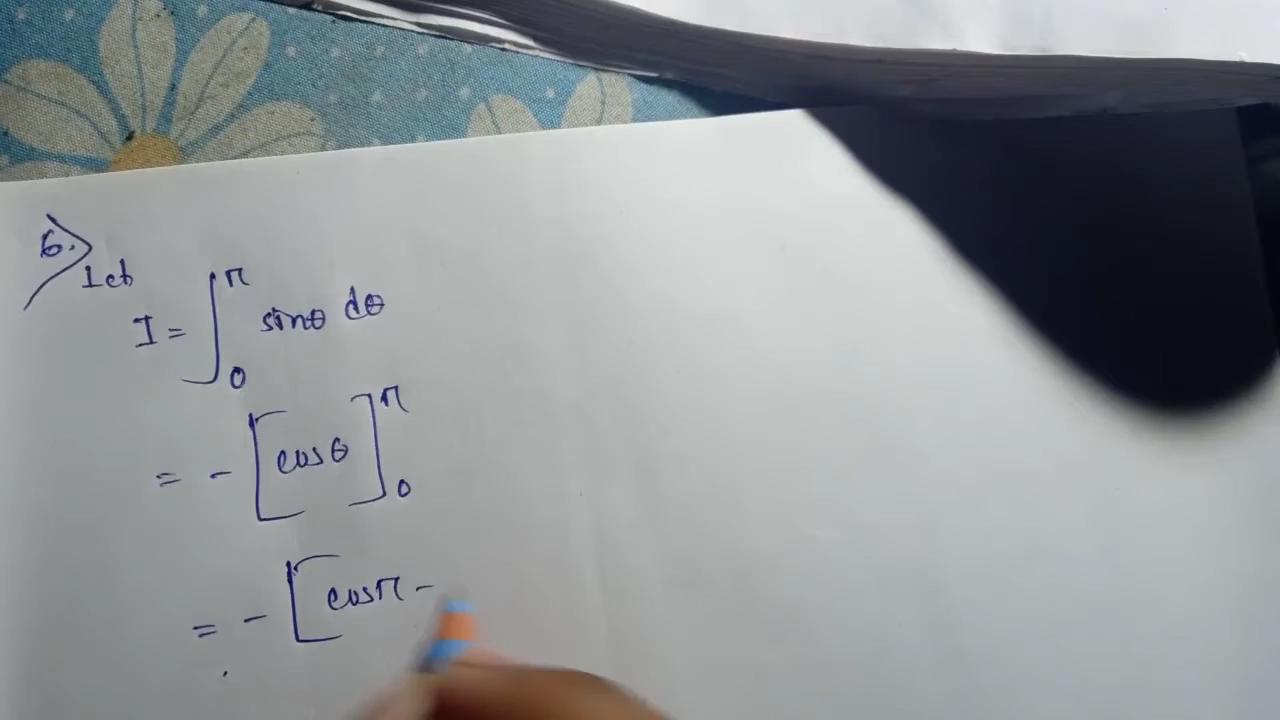 6.
Let
I = ∫₀^π sinθ dθ
= - [cosθ]₀^π
= - [cosπ -